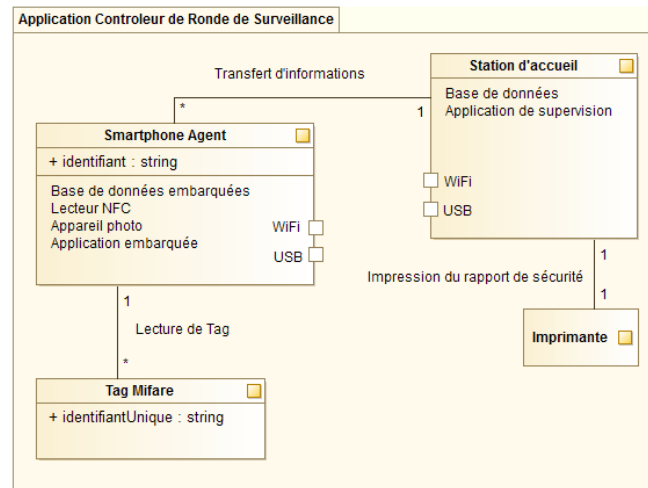 Application Controleur de Ronde de Surveillance
Transfert d'informations
*
1
Station d'accueil
Base de données
Application de supervision
WiFi
USB
Smartphone Agent
+ identifiant : string
Base de données embarquées
Lecteur NFC
Appareil photo
Application embarquée
WiFi
USB
1
Impression du rapport de sécurité
1
Imprimante
1
Lecture de Tag
*
Tag Mifare
+ identifiantUnique : string